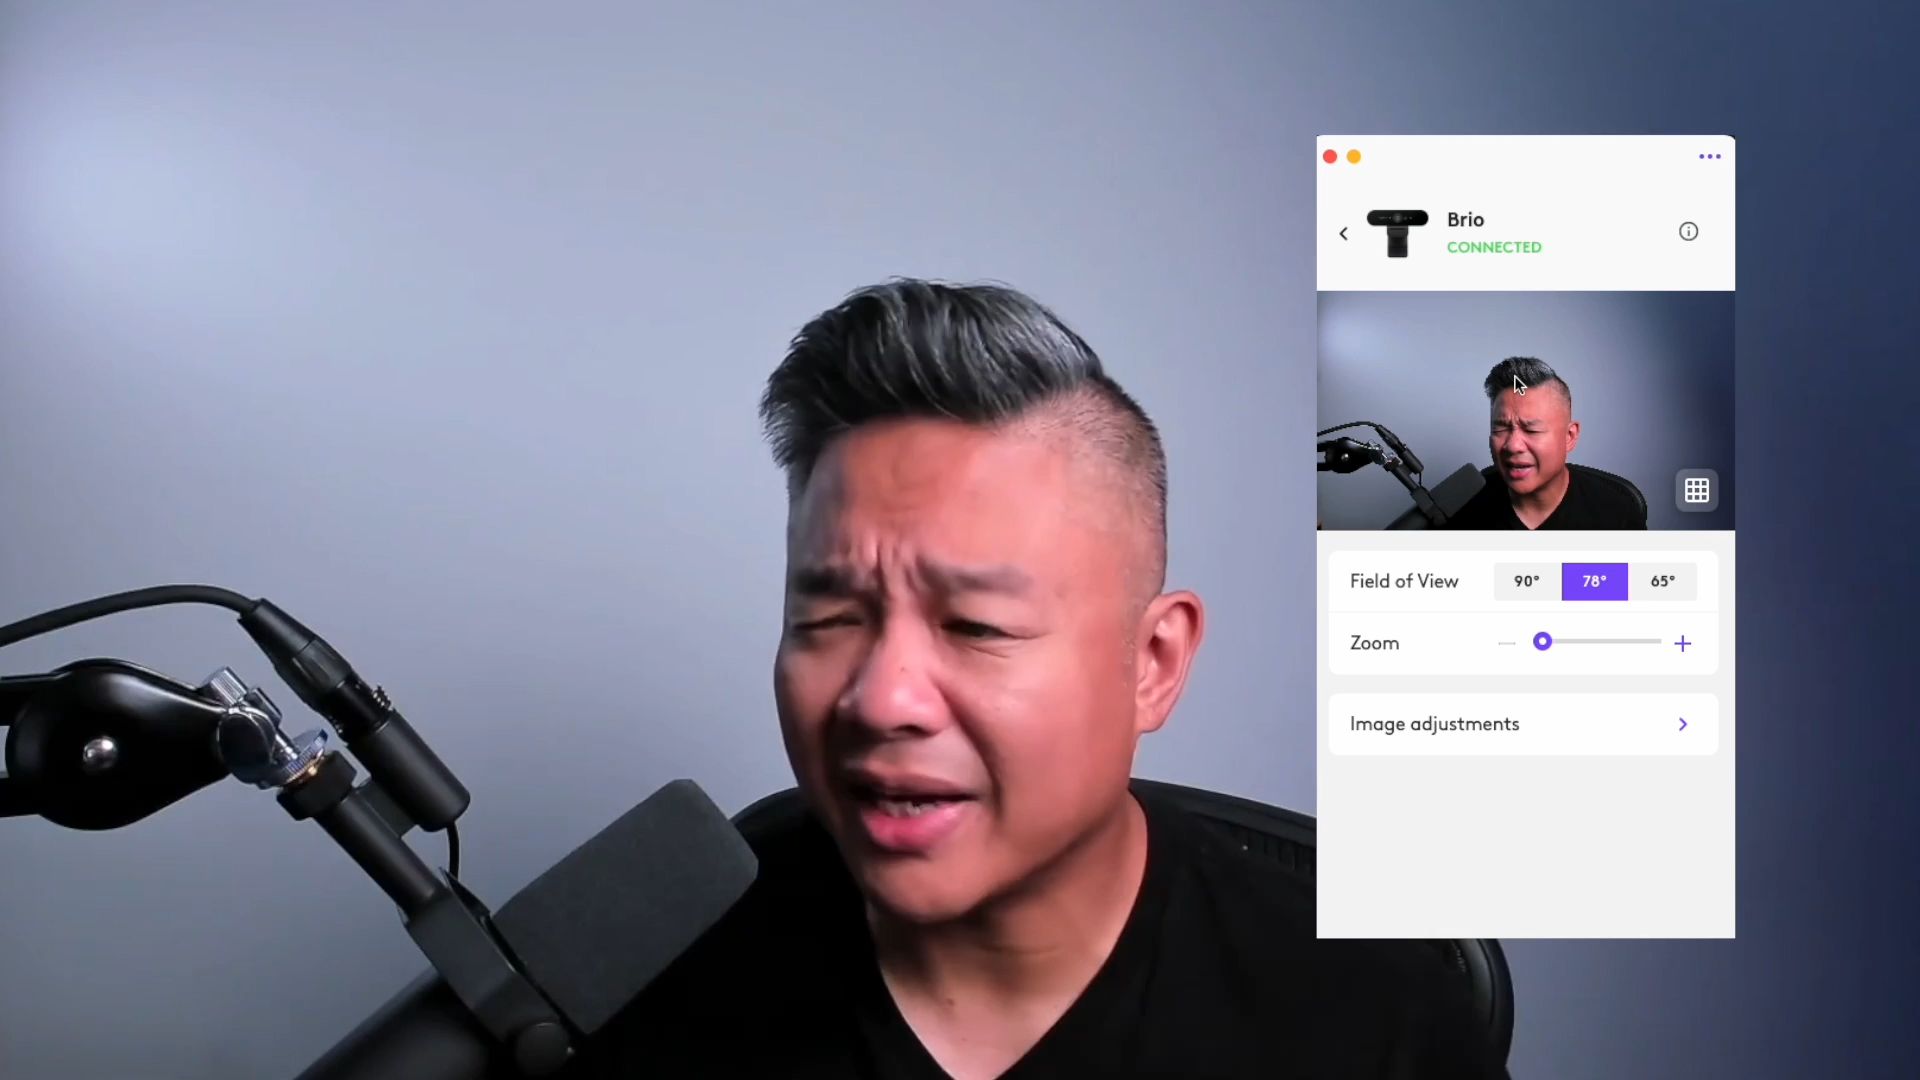 Brio
CONNECTED
Field of View 90° 78° 65°
Zoom
Image adjustments